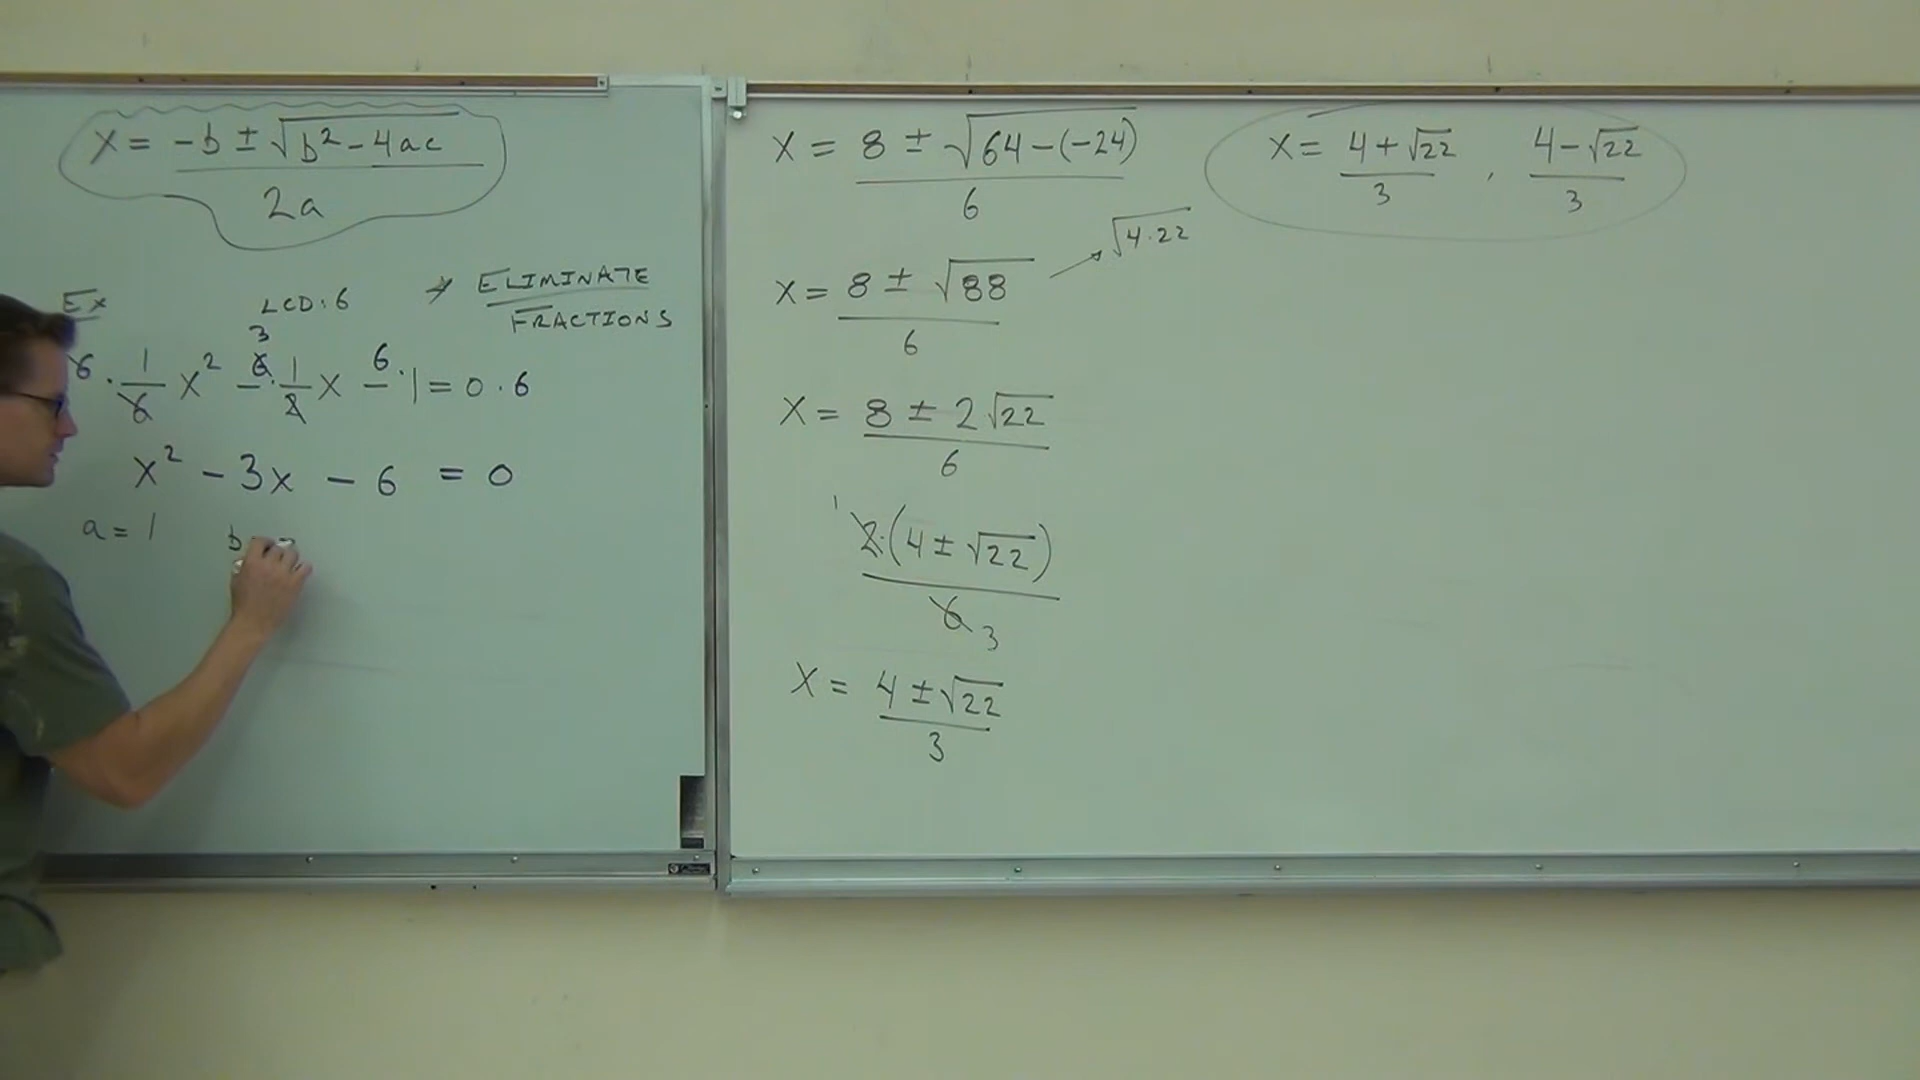 x = -b ± √b² - 4ac
2a
Ex
LCD: 6
→ ELIMINATE
FRACTIONS
3
6 · 1/6 x² - 6 · 1/2 x - 6 · 1 = 0 · 6
x² - 3x - 6 = 0
a = 1 b
x = 8 ± √64 - (-24)
6
√4 · 22
x = 8 ± √88
6
x = 8 ± 2√22
6
1
2 · (4 ± √22)
6 3
x = 4 ± √22
3
x = 4 + √22 , 4 - √22
3 3